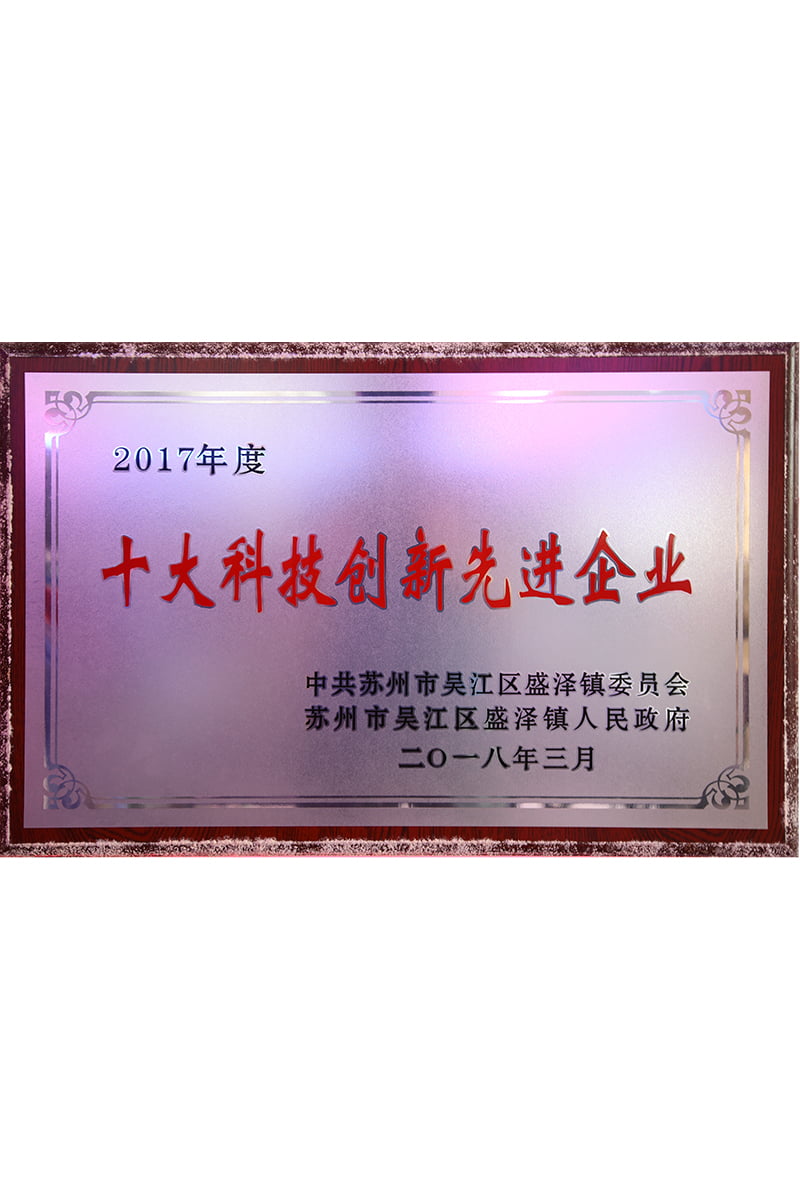 2017年度
十大科技创新先进企业
中共苏州市吴江区盛泽镇委员会
苏州市吴江区盛泽镇人民政府
二〇一八年三月